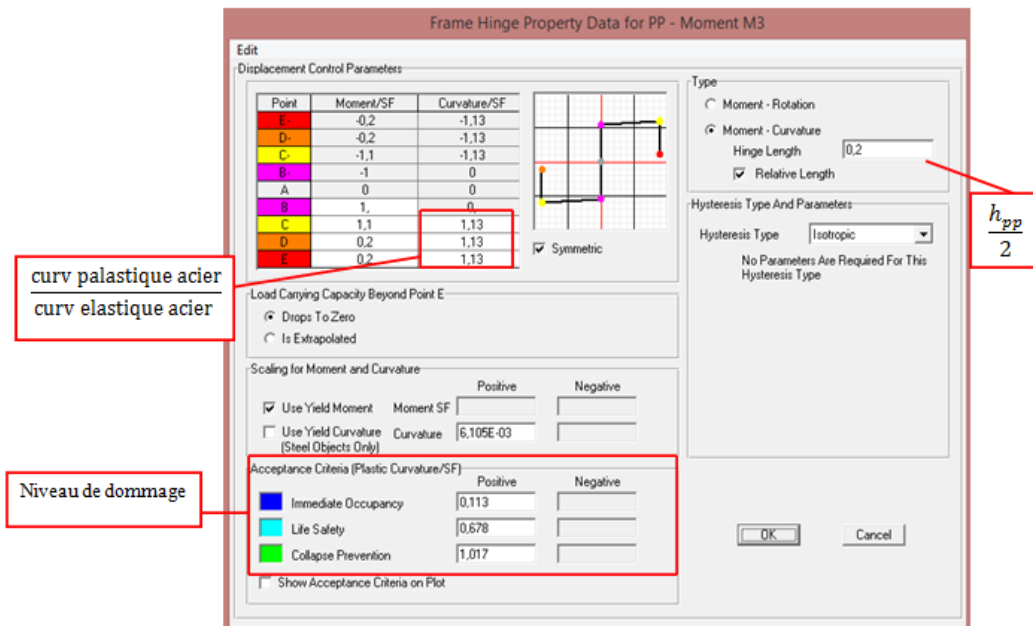 Frame Hinge Property Data for PP - Moment M3
Edit
Displacement Control Parameters
Point Moment/SF Curvature/SF
E- -0,2 -1,13
D- -0,2 -1,13
C- -1,1 -1,13
B- -1 0
A 0 0
B 1, 0,
C 1,1 1,13
D 0,2 1,13
E 0,2 1,13
Symmetric
Type
Moment - Rotation
Moment - Curvature
Hinge Length 0,2
Relative Length
h_pp
2
Hysteresis Type And Parameters
Hysteresis Type Isotropic
No Parameters Are Required For This
Hysteresis Type
curv palastique acier
curv elastique acier
Load Carrying Capacity Beyond Point E
Drops To Zero
Is Extrapolated
Scaling for Moment and Curvature
Positive Negative
Use Yield Moment Moment SF
Use Yield Curvature Curvature 6,105E-03
(Steel Objects Only)
Niveau de dommage
Acceptance Criteria (Plastic Curvature/SF)
Positive Negative
Immediate Occupancy 0,113
Life Safety 0,678
Collapse Prevention 1,017
Show Acceptance Criteria on Plot
OK Cancel